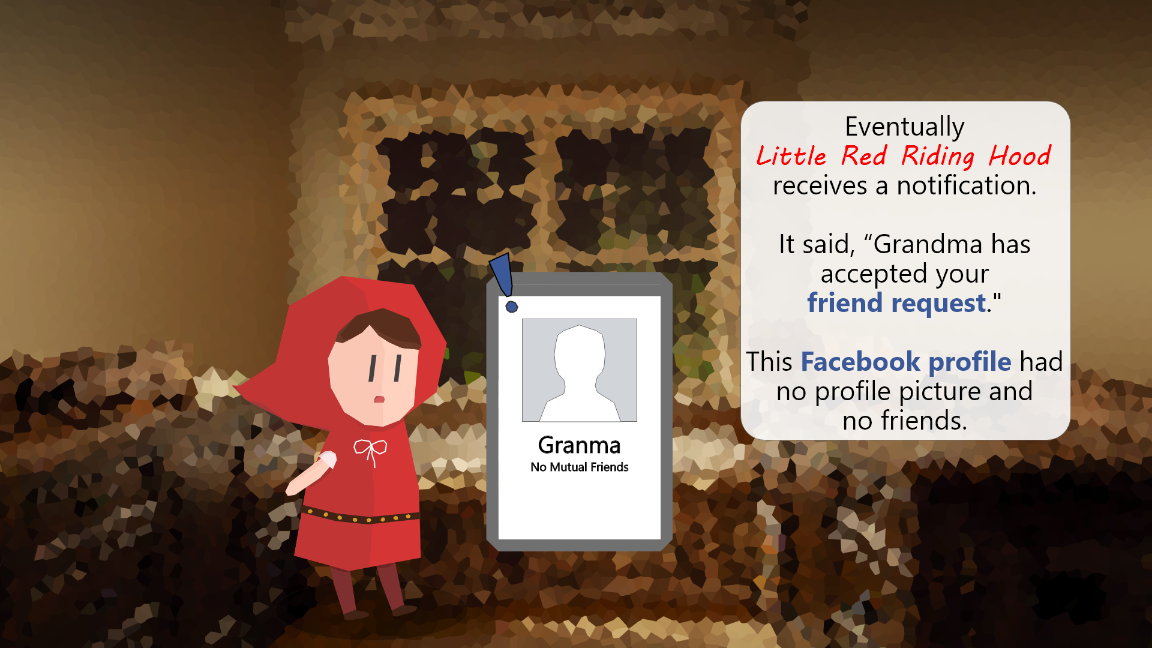 Eventually
Little Red Riding Hood
receives a notification.
It said, “Grandma has
accepted your
friend request."
This Facebook profile had
no profile picture and
no friends.
Granma
No Mutual Friends